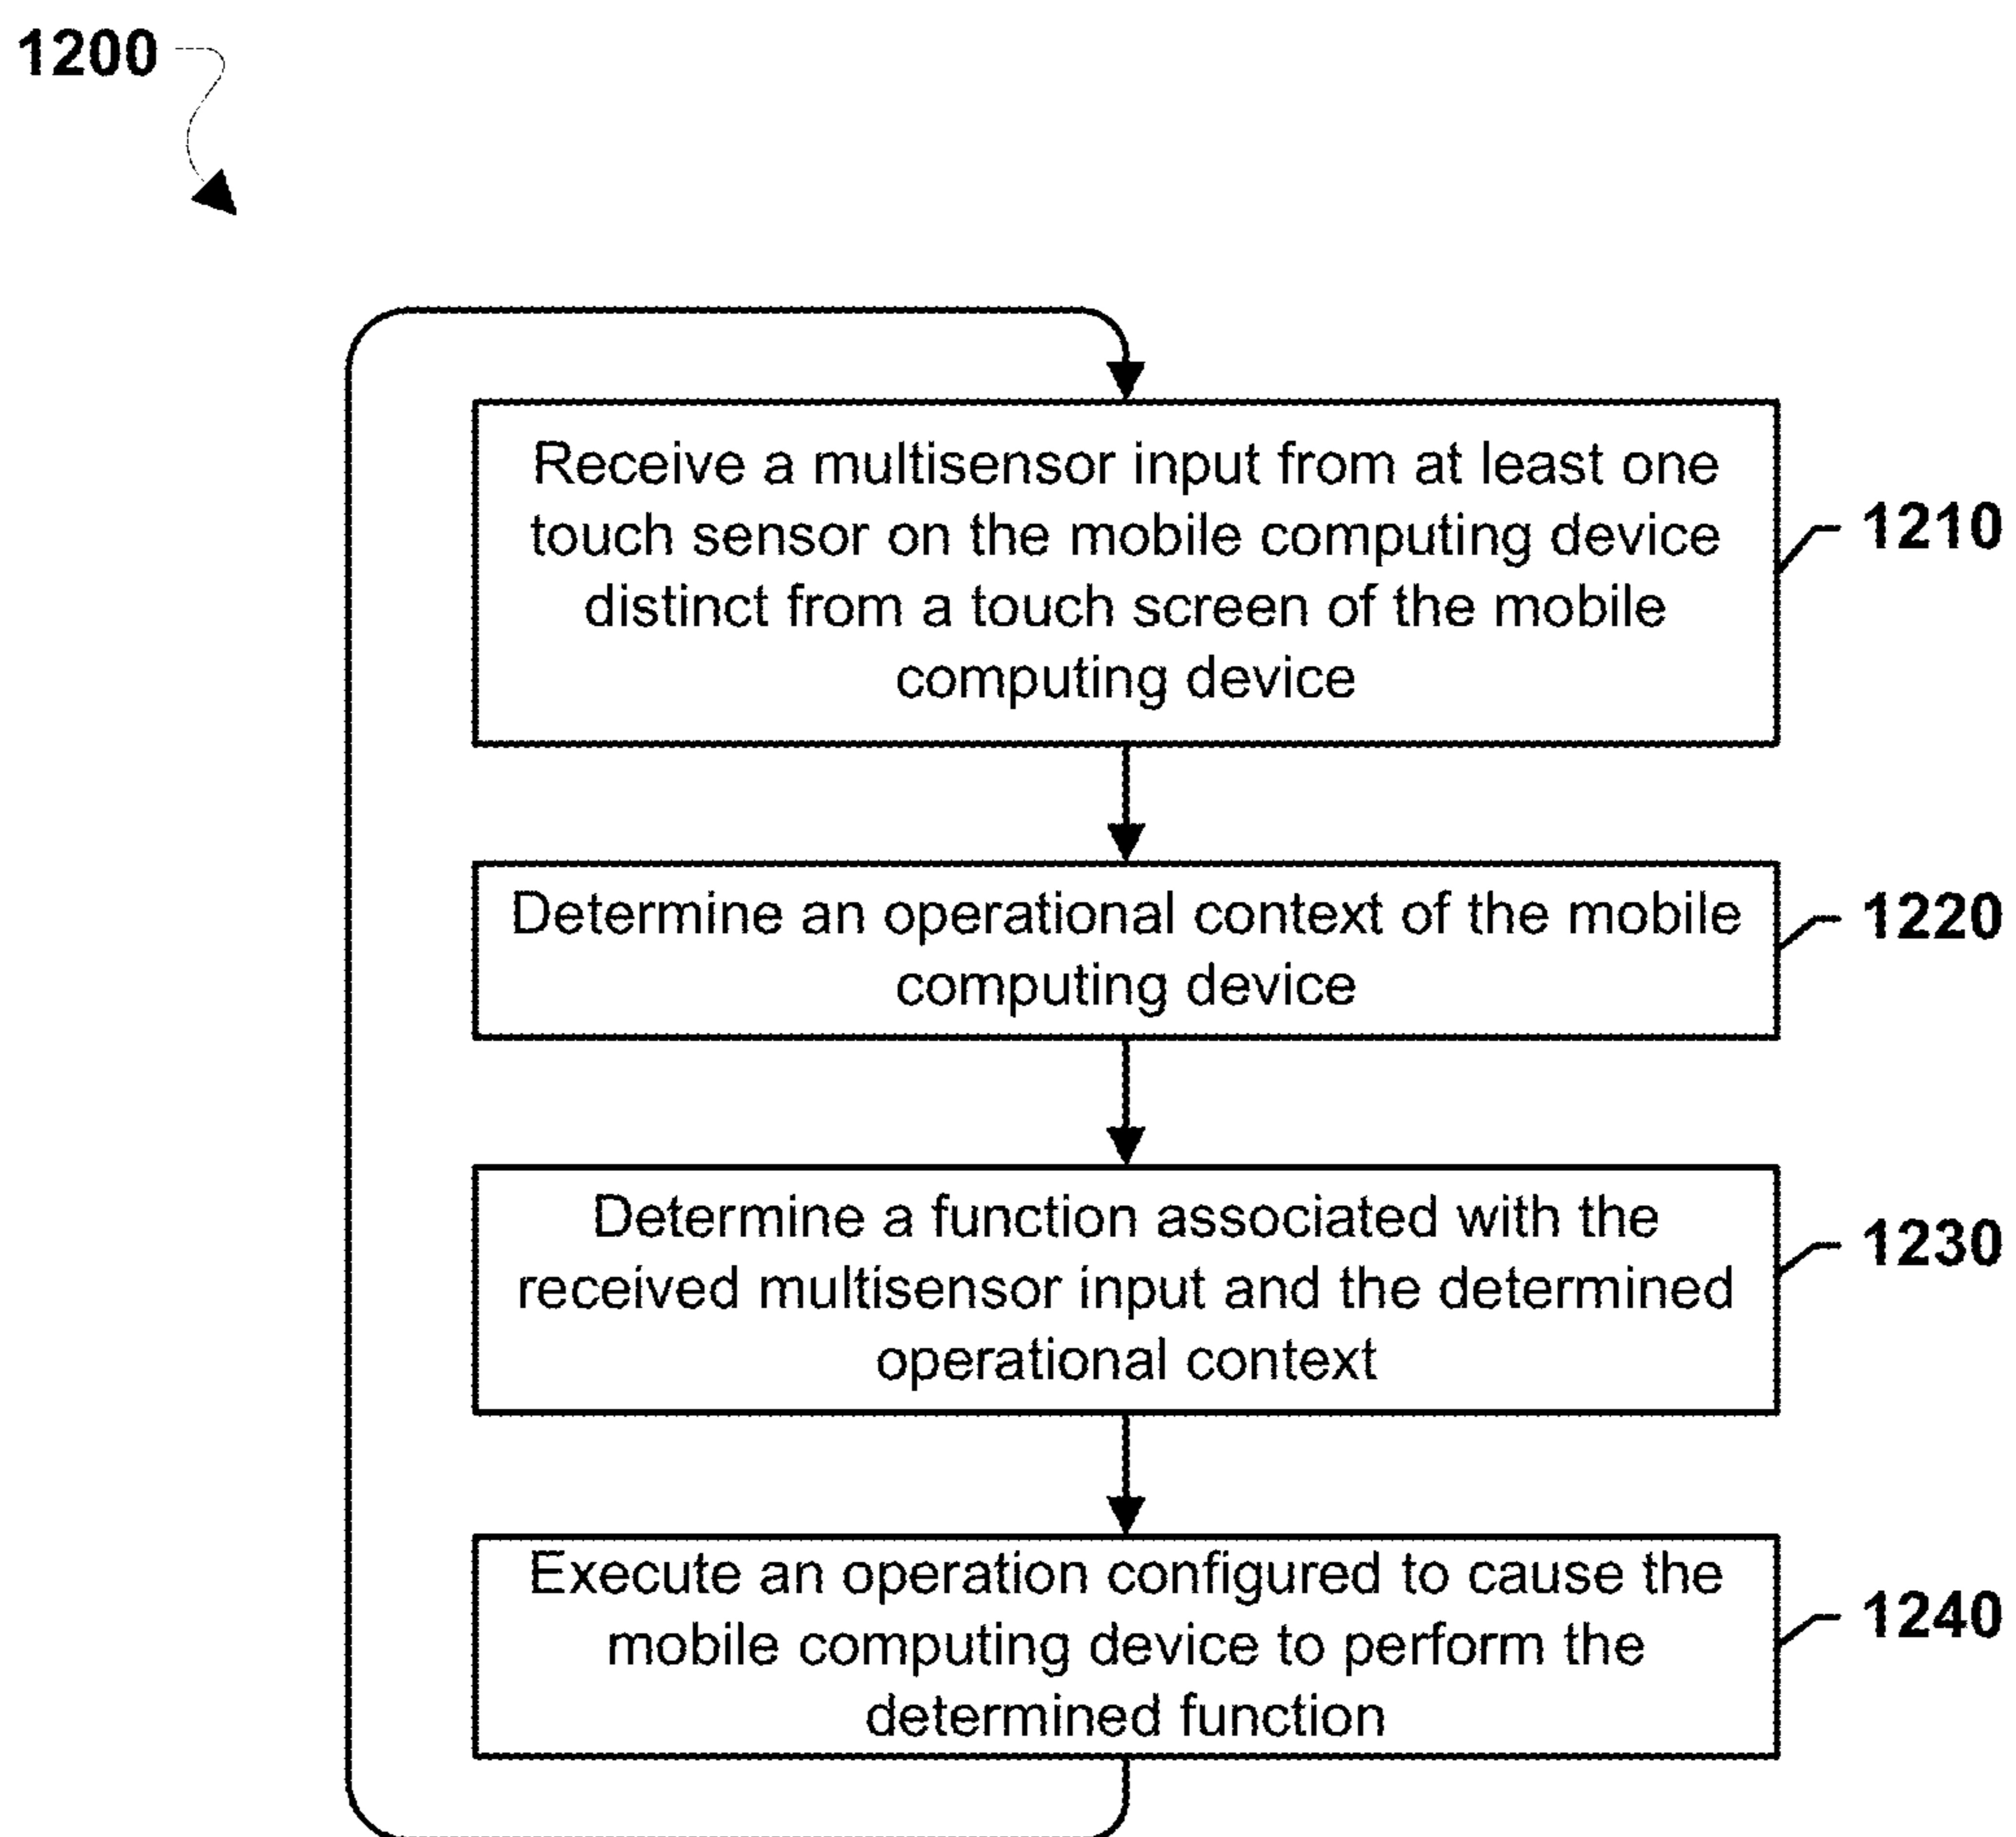 1200
Receive a multisensor input from at least one
touch sensor on the mobile computing device
distinct from a touch screen of the mobile
computing device
1210
Determine an operational context of the mobile
computing device
1220
Determine a function associated with the
received multisensor input and the determined
operational context
1230
Execute an operation configured to cause the
mobile computing device to perform the
determined function
1240